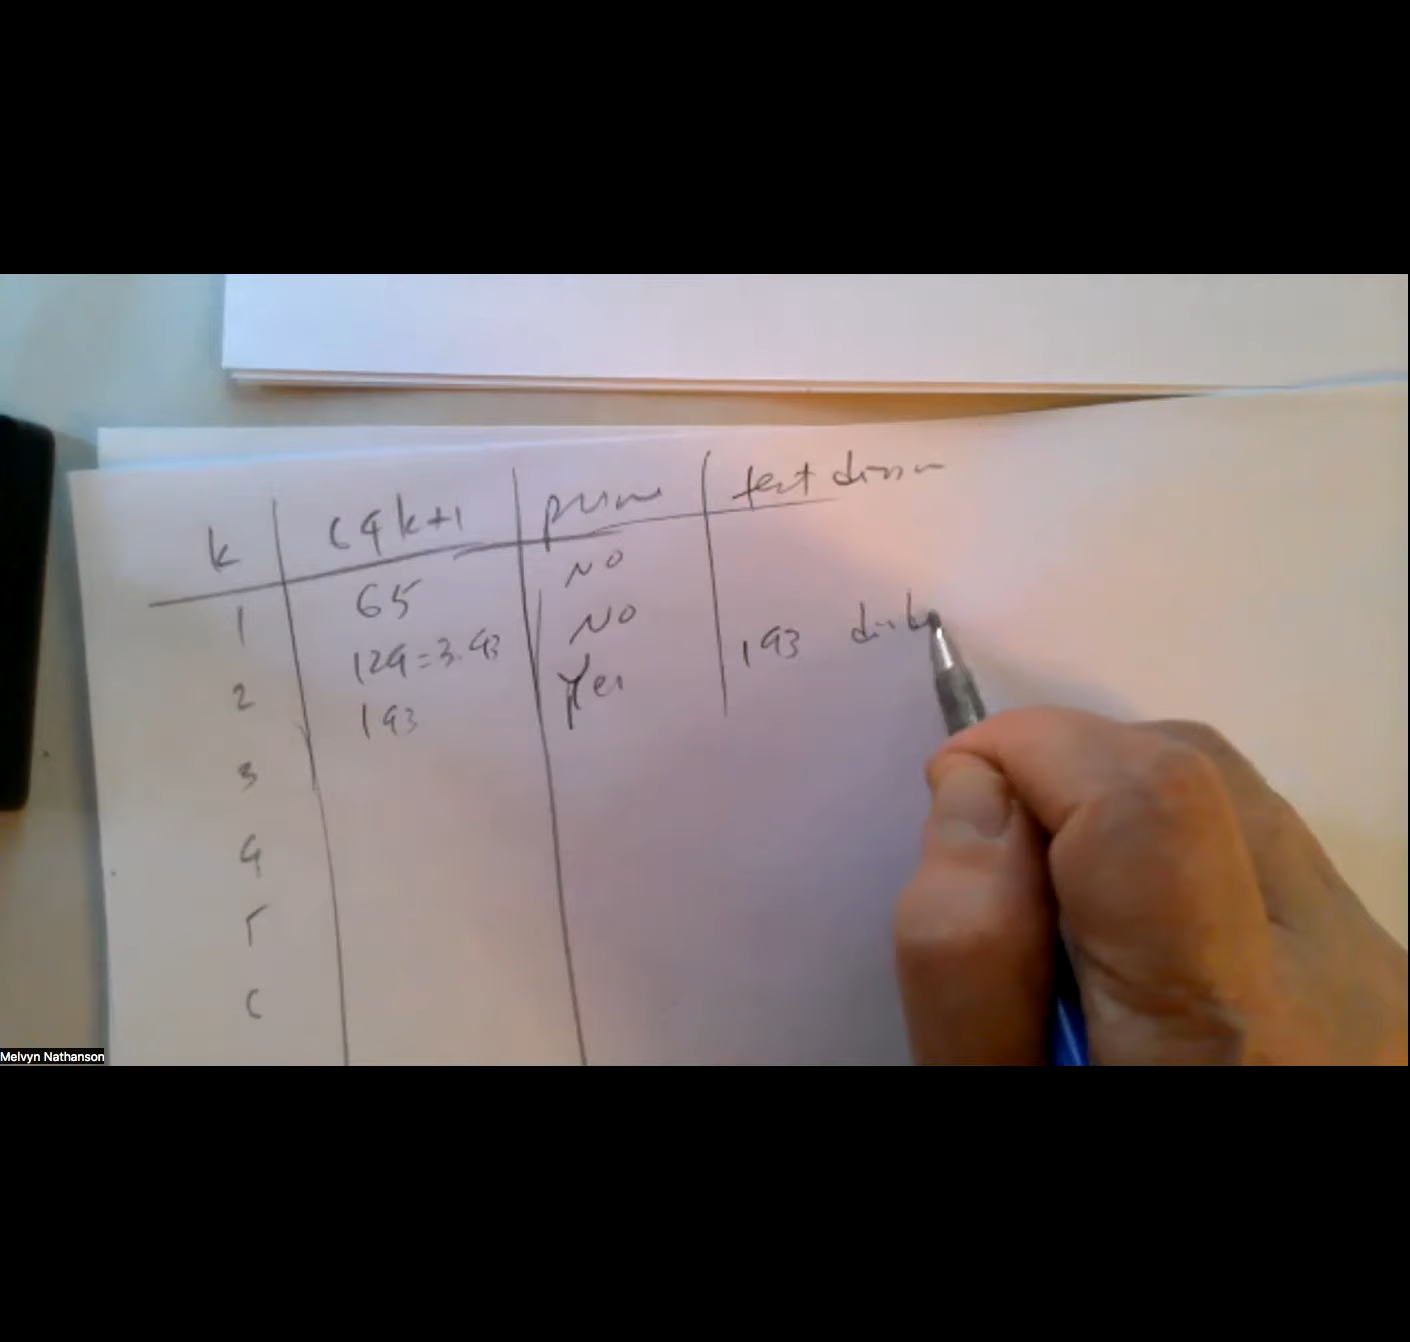 k 64k+1 prime test division
1 65 NO
2 129=3.43 NO
3 193 Yes 193
4
5
6
Melvyn Nathanson